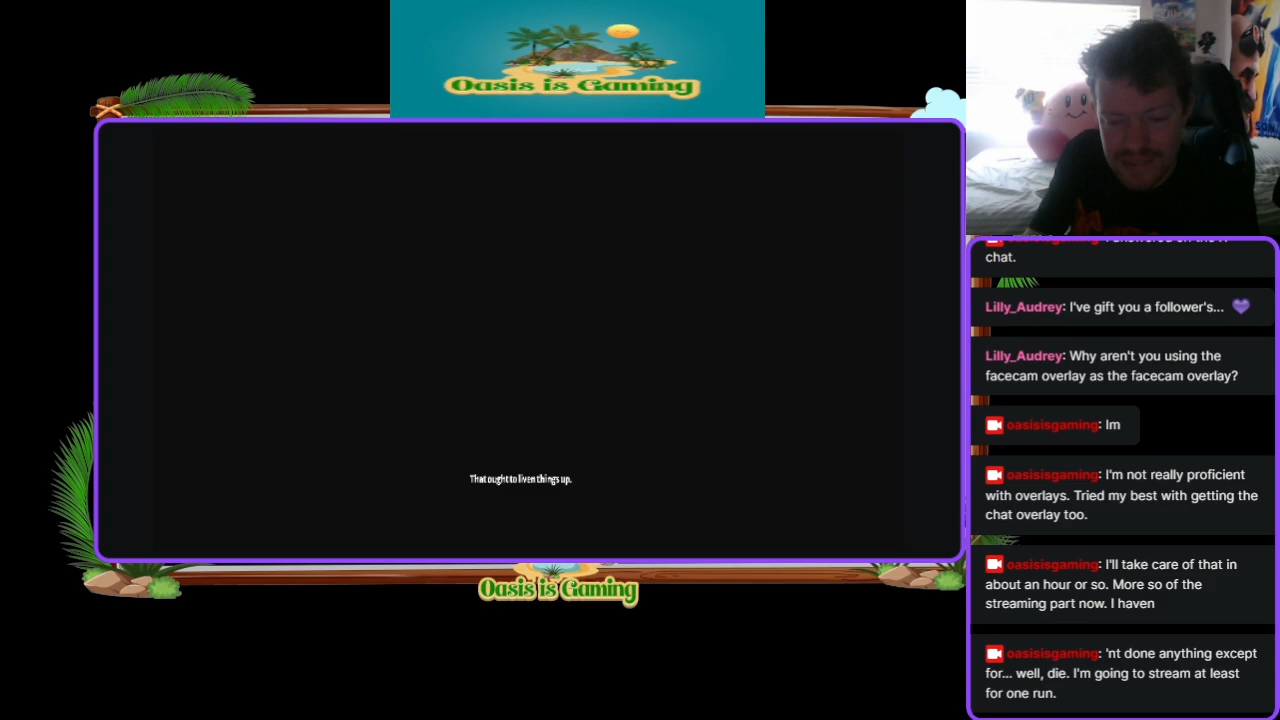 Oasis is Gaming
chat.
Lilly_Audrey: I've gift you a follower's...
Lilly_Audrey: Why aren't you using the
facecam overlay as the facecam overlay?
oasisisgaming: Im
oasisisgaming: I'm not really proficient
with overlays. Tried my best with getting the
chat overlay too.
oasisisgaming: I'll take care of that in
about an hour or so. More so of the
streaming part now. I haven
oasisisgaming: 'nt done anything except
for... well, die. I'm going to stream at least
for one run.
That ought to liven things up.
Oasis is Gaming